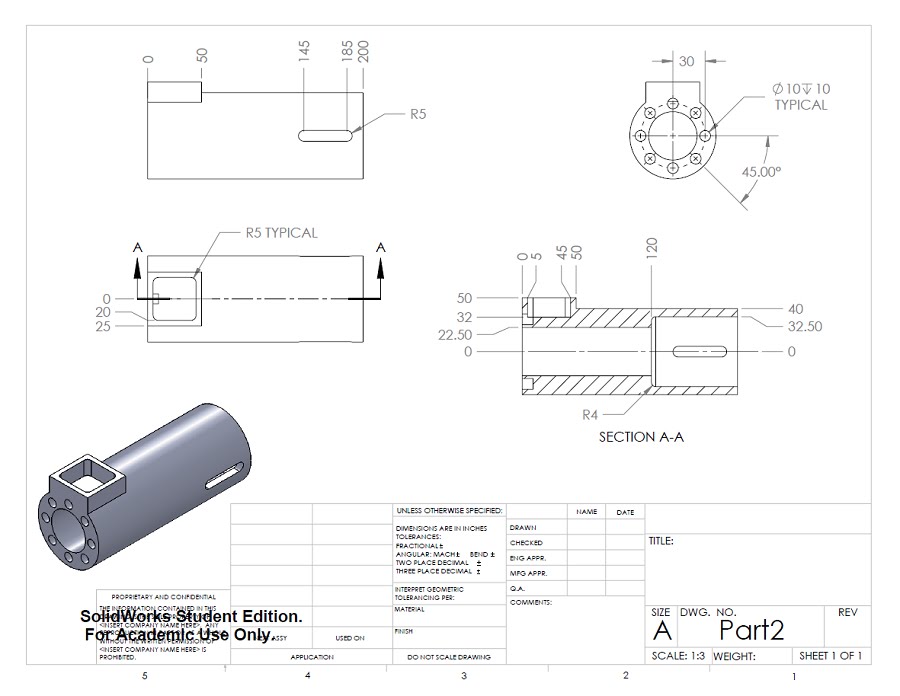 0
50
145
185
200
R5
30
Ø10↧10
TYPICAL
45.00°
R5 TYPICAL
A
A
0
20
25
0
5
45
50
120
50
32
22.50
0
40
32.50
0
R4
SECTION A-A
UNLESS OTHERWISE SPECIFIED:
DIMENSIONS ARE IN INCHES
TOLERANCES:
FRACTIONAL±
ANGULAR: MACH± BEND ±
TWO PLACE DECIMAL ±
THREE PLACE DECIMAL ±
INTERPRET GEOMETRIC
TOLERANCING PER:
MATERIAL
FINISH
DO NOT SCALE DRAWING
NAME DATE
DRAWN
CHECKED
ENG APPR.
MFG APPR.
Q.A.
COMMENTS:
TITLE:
SIZE DWG. NO. REV
A Part2
SCALE: 1:3 WEIGHT: SHEET 1 OF 1
PROPRIETARY AND CONFIDENTIAL
THE INFORMATION CONTAINED IN THIS
SolidWorks Student Edition.
<INSERT COMPANY NAME HERE>. ANY
For Academic Use Only.
WITHOUT THE WRITTEN PERMISSION OF
<INSERT COMPANY NAME HERE> IS
PROHIBITED.
ASSY USED ON
APPLICATION
5 4 3 2 1